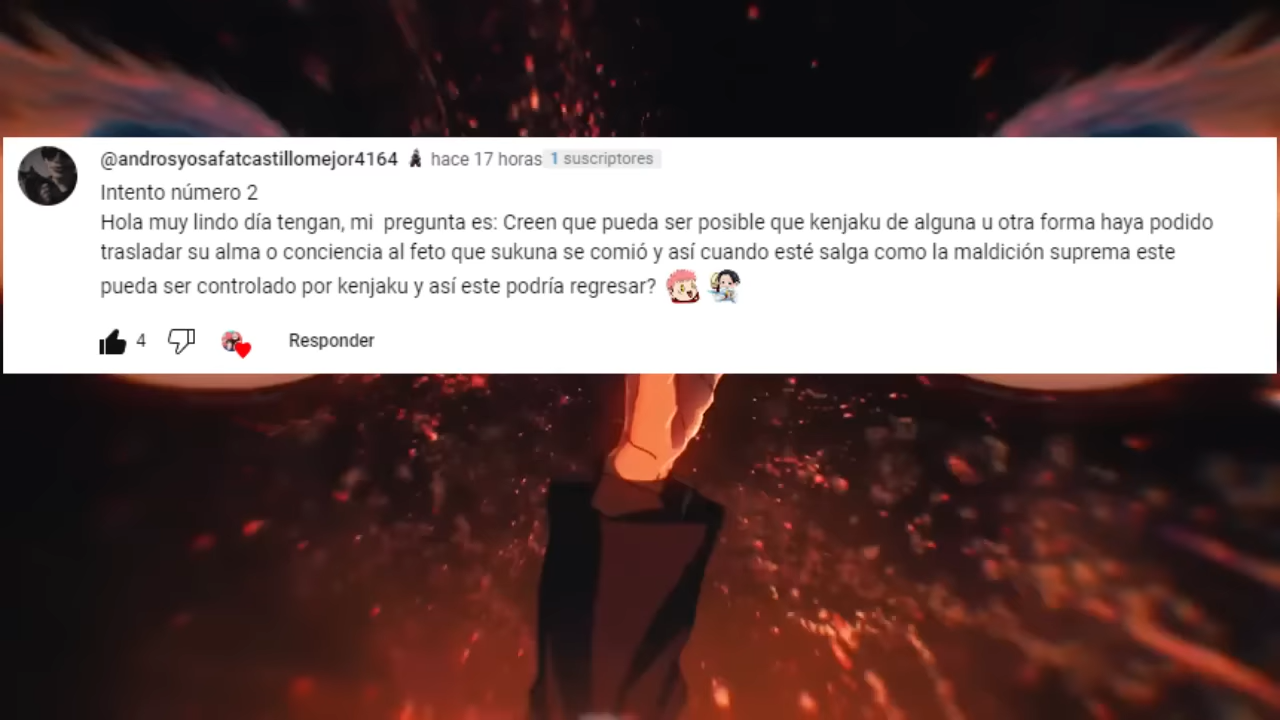 @androsyosafatcastillomejor4164 hace 17 horas 1 suscriptores
Intento número 2
Hola muy lindo día tengan, mi pregunta es: Creen que pueda ser posible que kenjaku de alguna u otra forma haya podido
trasladar su alma o conciencia al feto que sukuna se comió y así cuando esté salga como la maldición suprema este
pueda ser controlado por kenjaku y así este podría regresar?
4 Responder